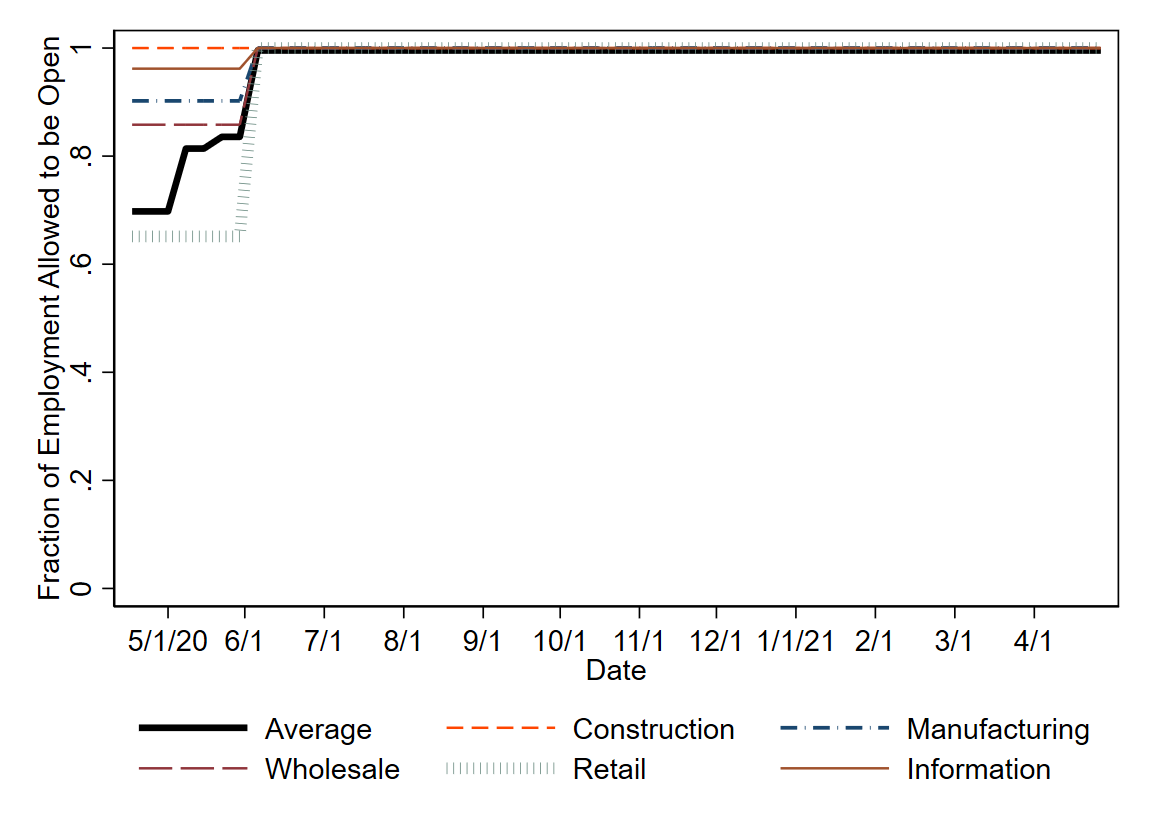 Fraction of Employment Allowed to be Open
1
.8
.6
.4
.2
0
5/1/20 6/1 7/1 8/1 9/1 10/1 11/1 12/1 1/1/21 2/1 3/1 4/1
Date
Average Construction Manufacturing
Wholesale Retail Information